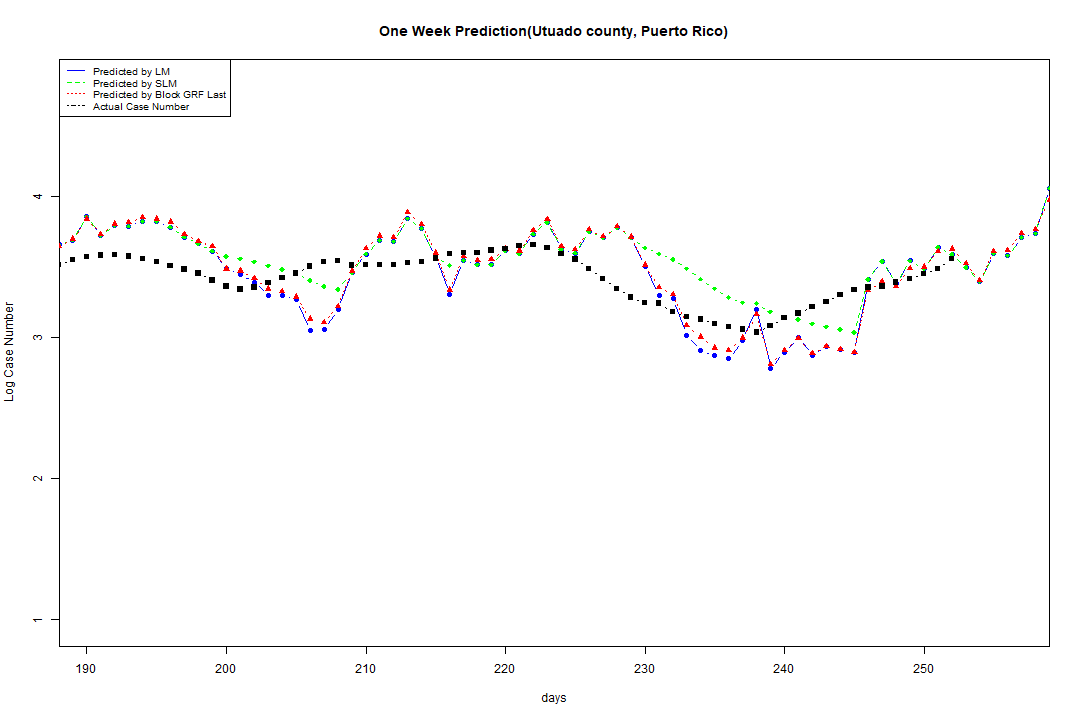 One Week Prediction(Utuado county, Puerto Rico)
Predicted by LM
Predicted by SLM
Predicted by Block GRF Last
Actual Case Number
Log Case Number
4
3
2
1
190 200 210 220 230 240 250
days